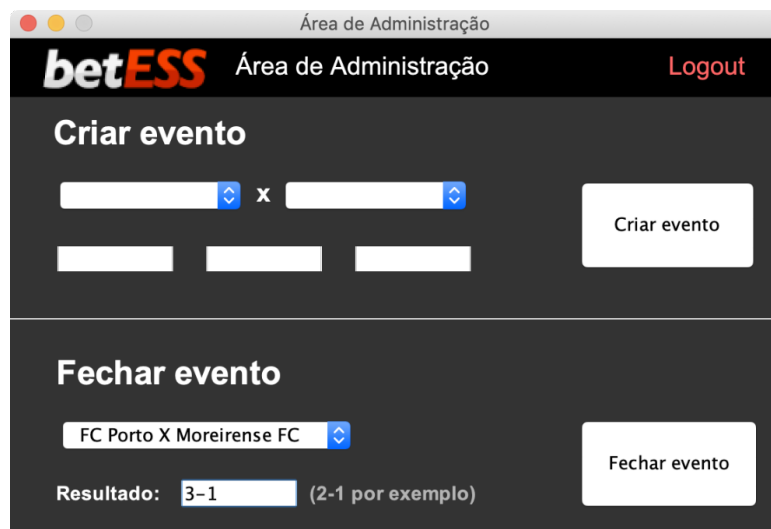 Área de Administração
betESS Área de Administração Logout
Criar evento
x
Criar evento
Fechar evento
FC Porto X Moreirense FC
Fechar evento
Resultado: 3-1 (2-1 por exemplo)